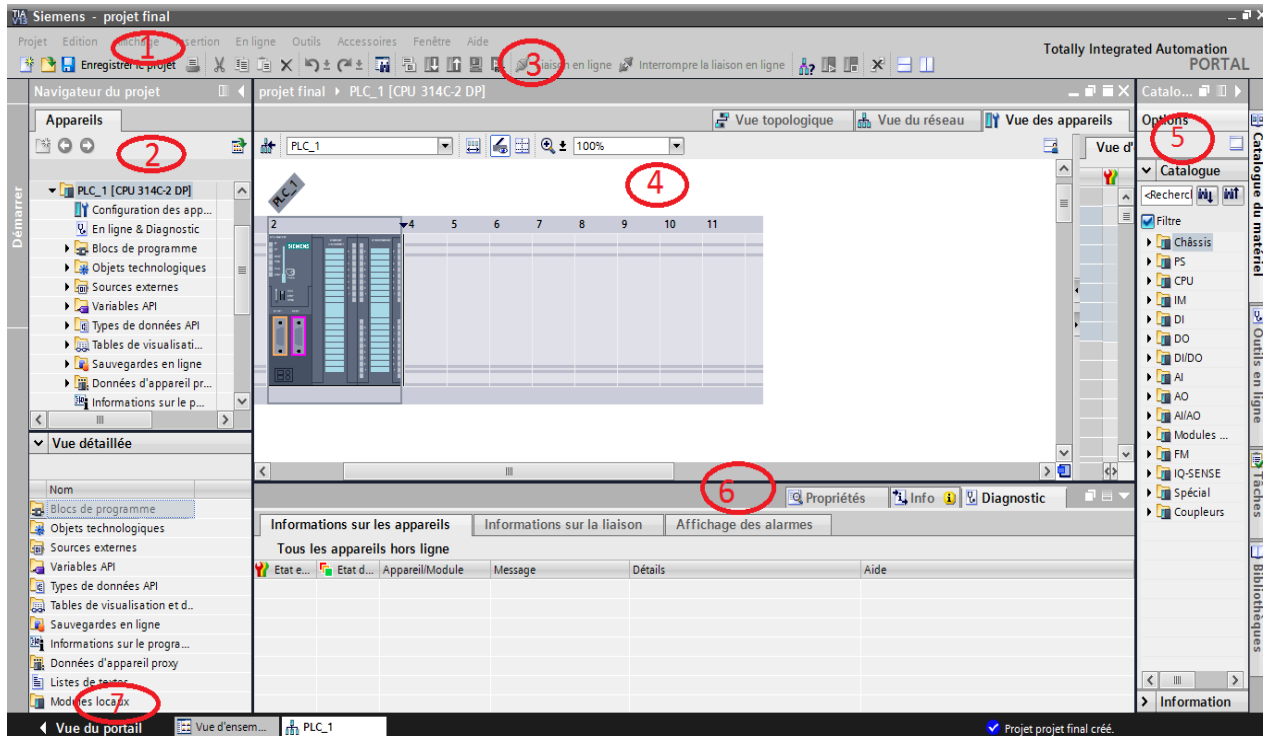 Siemens - projet final
Projet Edition Affichage Insertion En ligne Outils Accessoires Fenêtre Aide
1
Enregistrer le projet
3
Liaison en ligne Interrompre la liaison en ligne
Totally Integrated Automation
PORTAL
Navigateur du projet
projet final PLC_1 [CPU 314C-2 DP]
Catalo...
Appareils
Vue topologique Vue du réseau Vue des appareils
Options
2
PLC_1
100%
Vue d'
5
Démarrer
PLC_1 [CPU 314C-2 DP]
Configuration des app...
En ligne & Diagnostic
Blocs de programme
Objets technologiques
Sources externes
Variables API
Types de données API
Tables de visualisati...
Sauvegardes en ligne
Données d'appareil pr...
Informations sur le p...
4
PLC_1
2 4 5 6 7 8 9 10 11
SIEMENS
Catalogue
<Recherc
Filtre
Châssis
PS
CPU
IM
DI
DO
DI/DO
AI
AO
AI/AO
Modules ...
FM
IQ-SENSE
Spécial
Coupleurs
Catalogue du matériel
Outils en ligne
Tâches
Bibliothèques
Vue détaillée
Nom
Blocs de programme
Objets technologiques
Sources externes
Variables API
Types de données API
Tables de visualisation et d..
Sauvegardes en ligne
Informations sur le progra...
Données d'appareil proxy
Listes de textes
Modules locaux
7
6
Propriétés Info Diagnostic
Informations sur les appareils Informations sur la liaison Affichage des alarmes
Tous les appareils hors ligne
Etat e... Etat d... Appareil/Module Message Détails Aide
Information
Vue du portail Vue d'ensem... PLC_1
Projet projet final créé.